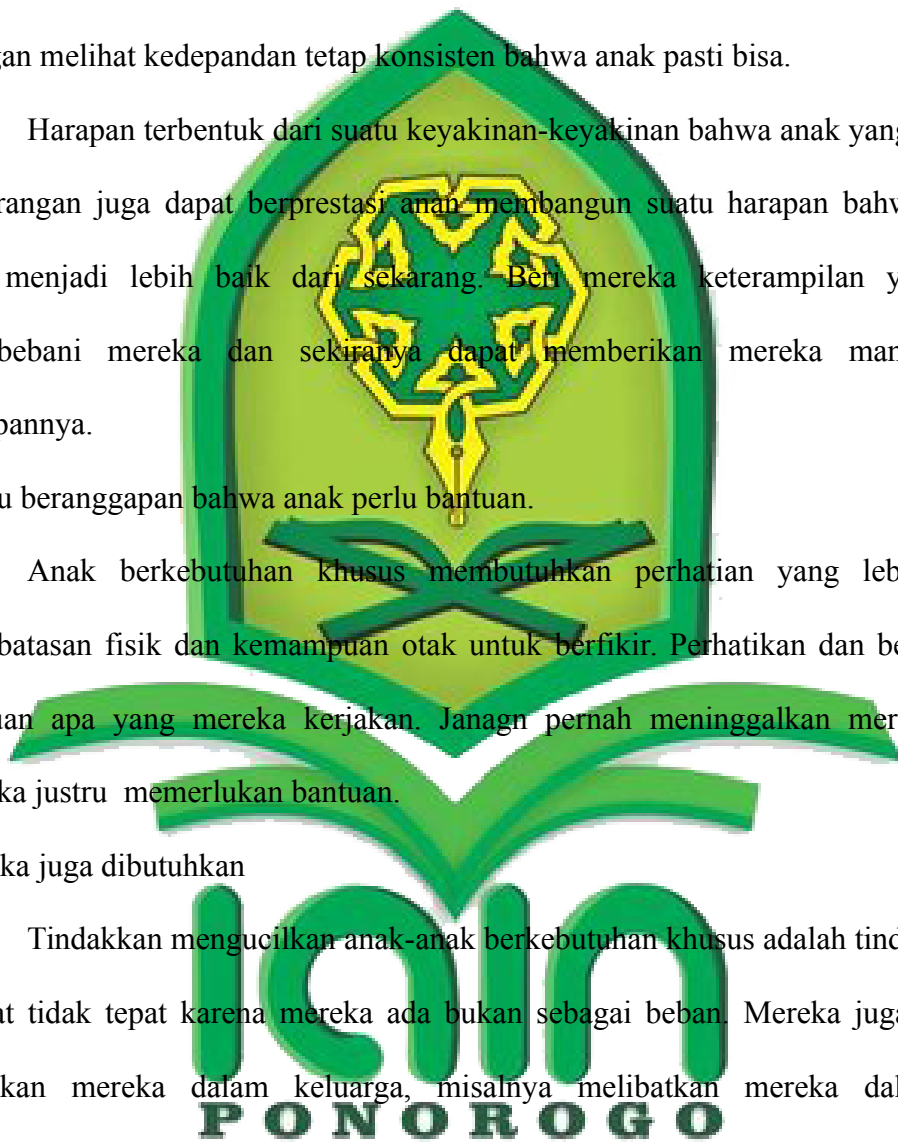 gan melihat kedepandan tetap konsisten bahwa anak pasti bisa.
Harapan terbentuk dari suatu keyakinan-keyakinan bahwa anak yang
rangan juga dapat berprestasi anan membangun suatu harapan bahw
menjadi lebih baik dari sekarang. Beri mereka keterampilan y
bebani mereka dan sekiranya dapat memberikan mereka man
pannya.
u beranggapan bahwa anak perlu bantuan.
Anak berkebutuhan khusus membutuhkan perhatian yang leb
batasan fisik dan kemampuan otak untuk berfikir. Perhatikan dan be
an apa yang mereka kerjakan. Janagn pernah meninggalkan mer
ka justru memerlukan bantuan.
ka juga dibutuhkan
Tindakkan mengucilkan anak-anak berkebutuhan khusus adalah tind
at tidak tepat karena mereka ada bukan sebagai beban. Mereka juga
kan mereka dalam keluarga, misalnya melibatkan mereka dal
iain
PONOROGO